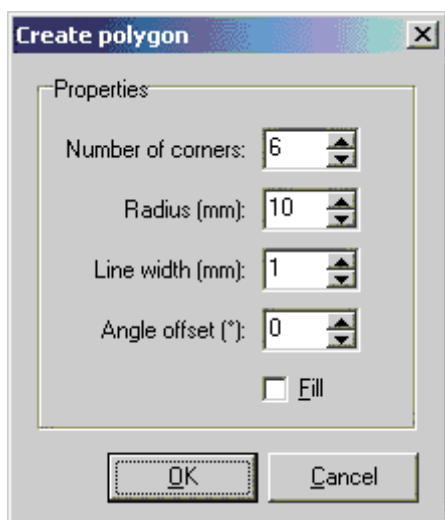 Create polygon
Properties
Number of corners: 6
Radius (mm): 10
Line width (mm): 1
Angle offset (°): 0
Fill
OK Cancel